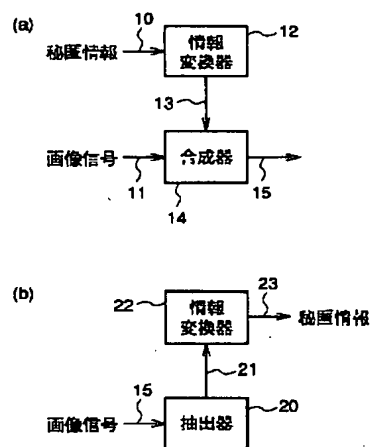 (a)
10
12
秘匿情報
情報
変換器
13
画像信号
合成器
11
14
15
(b)
22
情報
変換器
23
秘匿情報
21
15
画像信号
抽出器
20